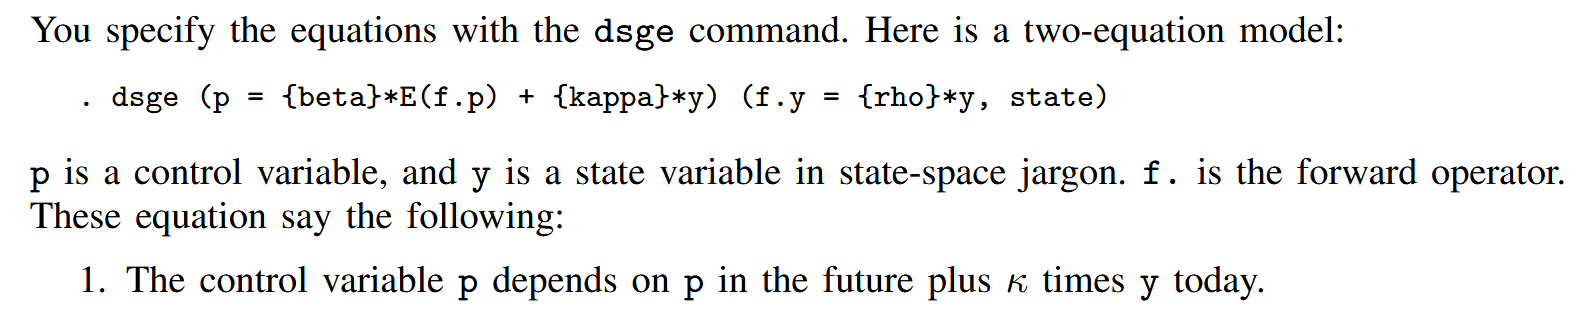 You specify the equations with the dsge command. Here is a two-equation model:
. dsge (p = {beta}*E(f.p) + {kappa}*y) (f.y = {rho}*y, state)
p is a control variable, and y is a state variable in state-space jargon. f. is the forward operator.
These equation say the following:
1. The control variable p depends on p in the future plus κ times y today.